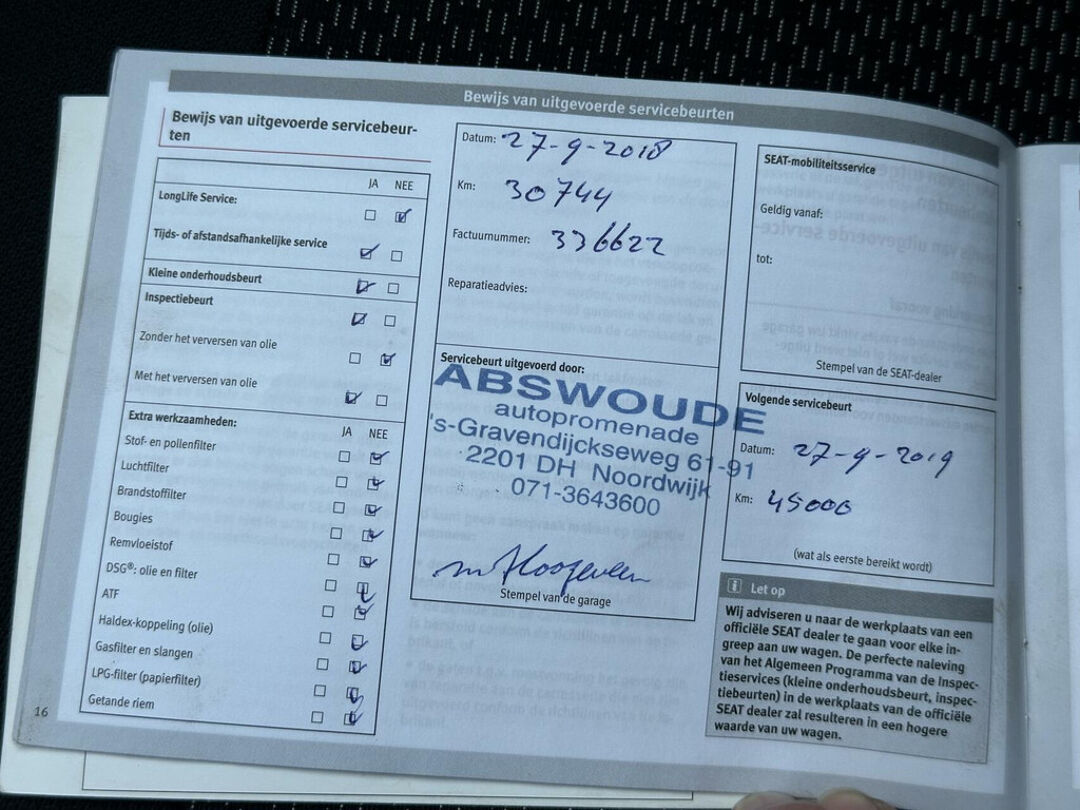 Bewijs van uitgevoerde servicebeurten
Bewijs van uitgevoerde servicebeur-
ten
JA NEE
LongLife Service:
Tijds- of afstandsafhankelijke service
Kleine onderhoudsbeurt
Inspectiebeurt
Zonder het verversen van olie
Met het verversen van olie
Extra werkzaamheden: JA NEE
Stof- en pollenfilter
Luchtfilter
Brandstoffilter
Bougies
Remvloeistof
DSG®: olie en filter
ATF
Haldex-koppeling (olie)
Gasfilter en slangen
LPG-filter (papierfilter)
Getande riem
16
Datum: 27-9-2018
Km: 30744
Factuurnummer: 336622
Reparatieadvies:
Servicebeurt uitgevoerd door:
ABSWOUDE
autopromenade
's-Gravendijckseweg 61-91
2201 DH Noordwijk
071-3643600
Stempel van de garage
SEAT-mobiliteitsservice
Geldig vanaf:
tot:
Stempel van de SEAT-dealer
Volgende servicebeurt
Datum: 27-9-2019
Km: 45000
(wat als eerste bereikt wordt)
Let op
Wij adviseren u naar de werkplaats van een
officiële SEAT dealer te gaan voor elke in-
greep aan uw wagen. De perfecte naleving
van het Algemeen Programma van de Inspec-
tieservices (kleine onderhoudsbeurt, inspec-
tiebeurten) in de werkplaats van de officiële
SEAT dealer zal resulteren in een hogere
waarde van uw wagen.